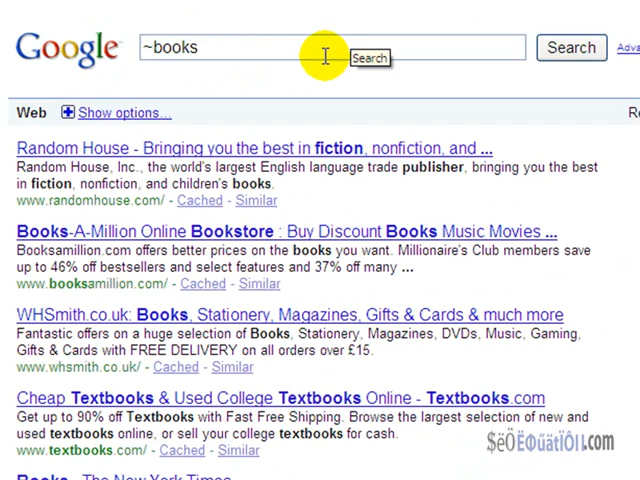 Google
~books
Search
Search
Adva
Web
Show options...
Re
Random House - Bringing you the best in fiction, nonfiction, and ...
Random House, Inc., the world's largest English language trade publisher, bringing you the best
in fiction, nonfiction, and children's books.
www.randomhouse.com/ - Cached - Similar
Books-A-Million Online Bookstore : Buy Discount Books Music Movies ...
Booksamillion.com offers better prices on the books you want. Millionaire's Club members save
up to 46% off bestsellers and select features and 37% off many ...
www.booksamillion.com/ - Cached - Similar
WHSmith.co.uk: Books, Stationery, Magazines, Gifts & Cards & much more
Fantastic offers on a huge selection of Books, Stationery, Magazines, DVDs, Music, Gaming,
Gifts & Cards with FREE DELIVERY on all orders over £15.
www.whsmith.co.uk/ - Cached - Similar
Cheap Textbooks & Used College Textbooks Online - Textbooks.com
Get up to 90% off Textbooks with Fast Free Shipping. Browse the largest selection of new and
used textbooks online, or sell your college textbooks for cash.
www.textbooks.com/ - Cached - Similar
Books - The New York Times